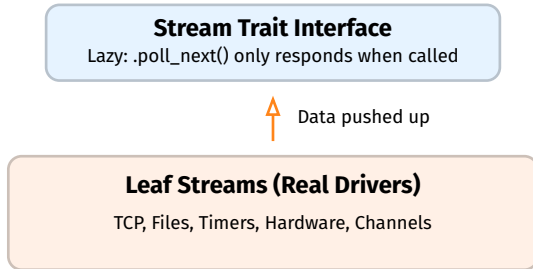 Stream Trait Interface
Lazy: .poll_next() only responds when called
Data pushed up
Leaf Streams (Real Drivers)
TCP, Files, Timers, Hardware, Channels